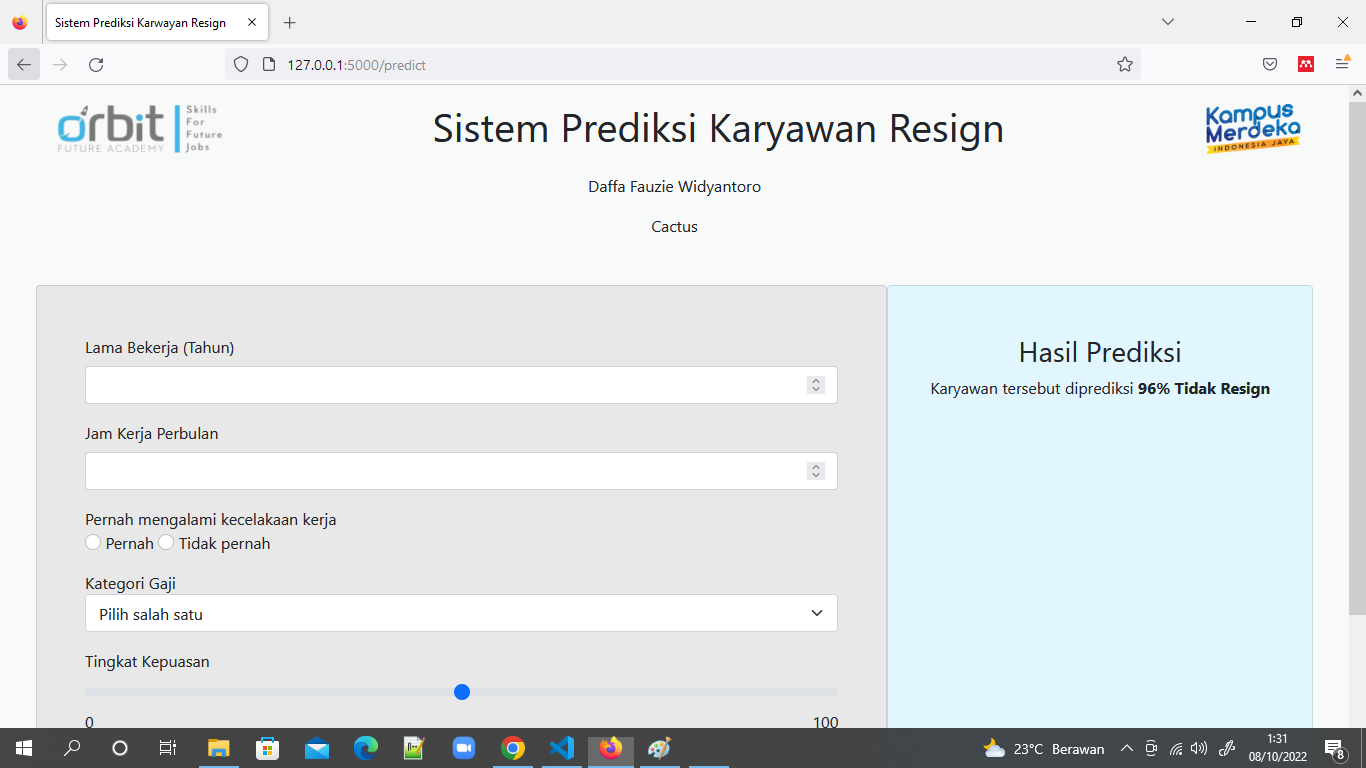 Sistem Prediksi Karwayan Resign
127.0.0.1:5000/predict
orbit
FUTURE ACADEMY
Skills
For
Future
Jobs
Sistem Prediksi Karyawan Resign
Kampus
Merdeka
INDONESIA JAYA
Daffa Fauzie Widyantoro
Cactus
Lama Bekerja (Tahun)
Jam Kerja Perbulan
Pernah mengalami kecelakaan kerja
Pernah Tidak pernah
Kategori Gaji
Pilih salah satu
Tingkat Kepuasan
0 100
Hasil Prediksi
Karyawan tersebut diprediksi 96% Tidak Resign
23°C Berawan
1:31
08/10/2022
8